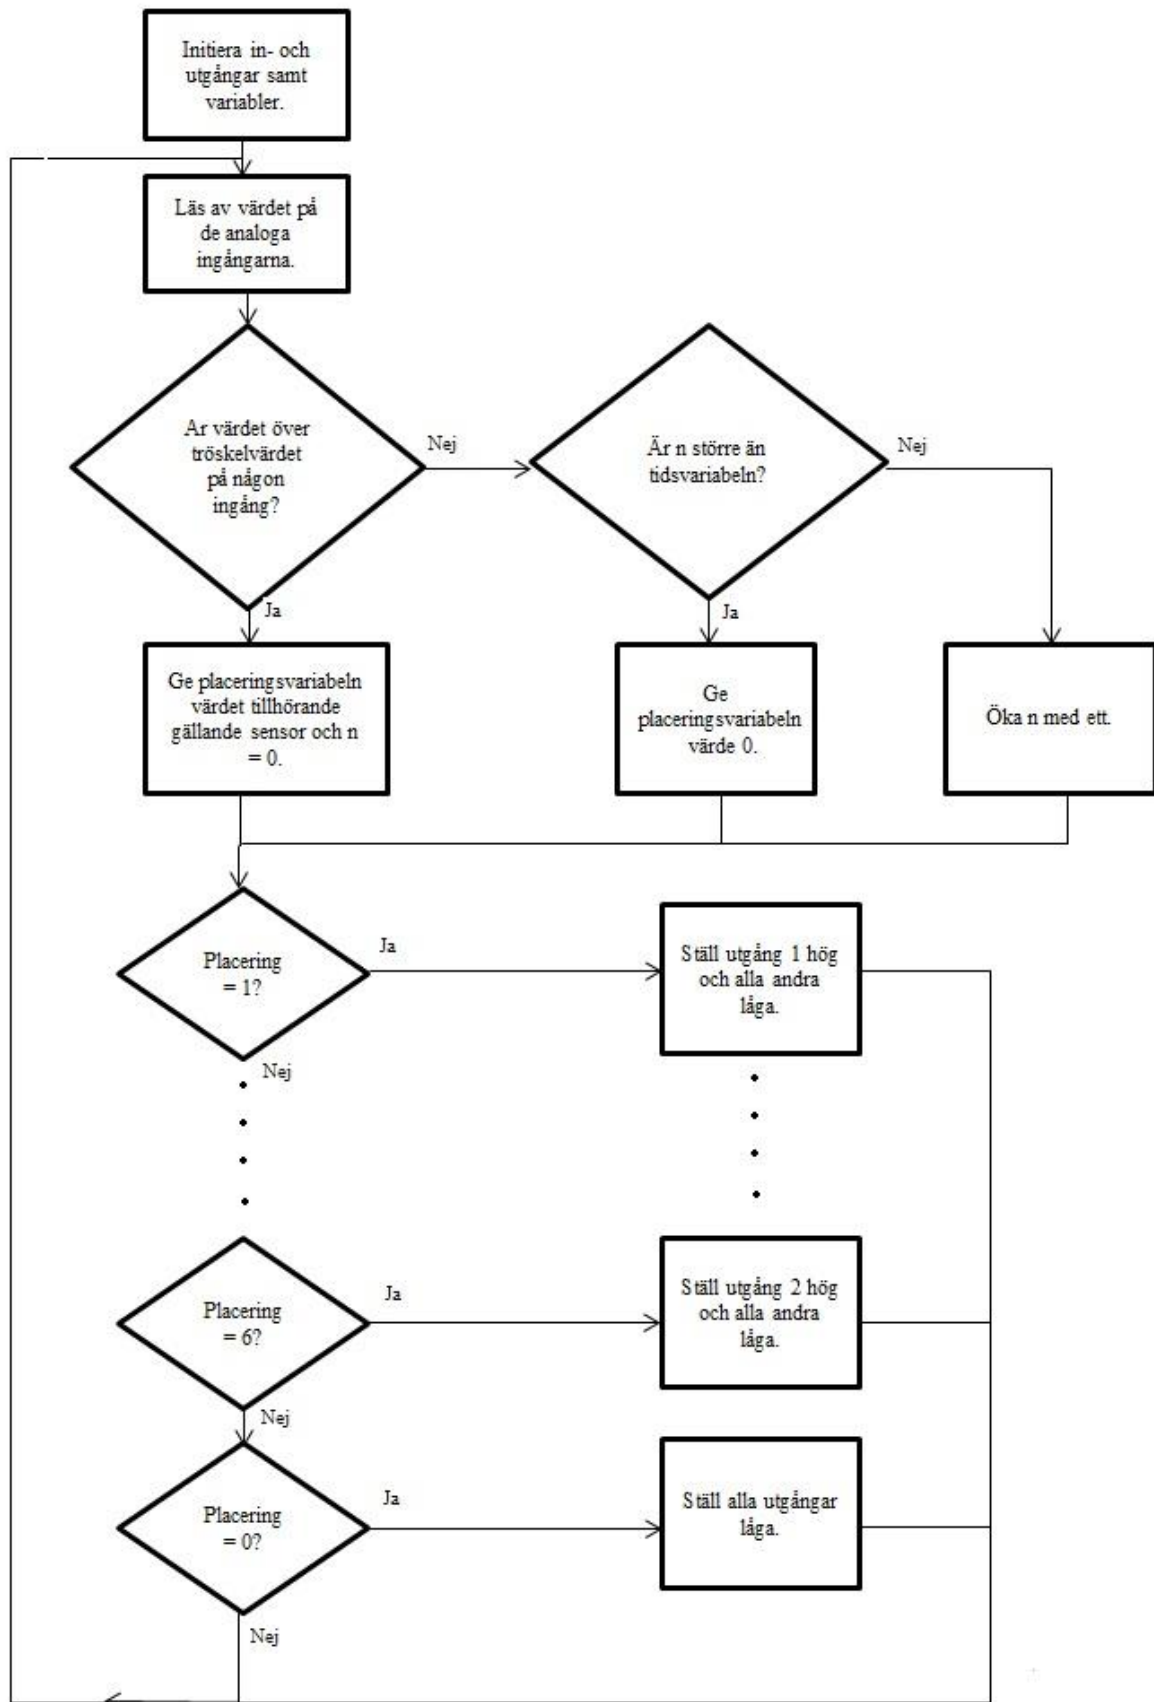 Initiera in- och
utgångar samt
variabler.
Läs av värdet på
de analoga
ingångarna.
Ar värdet över
tröskelvärdet
på någon
ingång?
Nej
Är n större än
tidsvariabeln?
Nej
Ja
Ja
Ge placeringsvariabeln
värdet tillhörande
gällande sensor och n
= 0.
Ge
placeringsvariabeln
värde 0.
Öka n med ett.
Placering
= 1?
Ja
Ställ utgång 1 hög
och alla andra
låga.
Nej
Placering
= 6?
Ja
Ställ utgång 2 hög
och alla andra
låga.
Nej
Placering
= 0?
Ja
Ställ alla utgångar
låga.
Nej